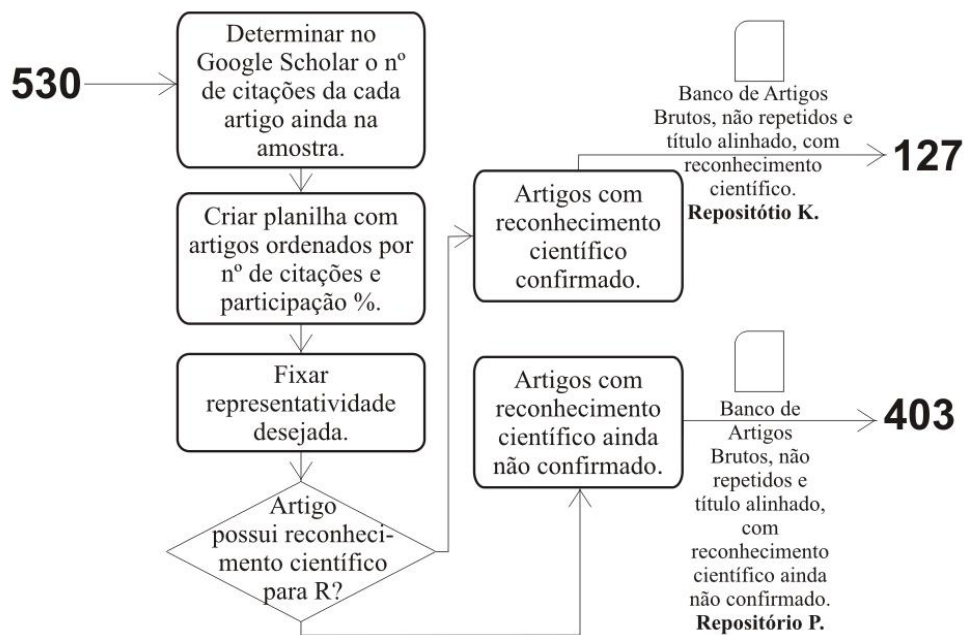 530
Determinar no
Google Scholar o nº
de citações da cada
artigo ainda na
amostra.
Criar planilha com
artigos ordenados por
nº de citações e
participação %.
Fixar
representatividade
desejada.
Artigo
possui reconheci-
mento científico
para R?
Artigos com
reconhecimento
científico
confirmado.
Banco de Artigos
Brutos, não repetidos e
título alinhado, com
reconhecimento
científico.
Repositótio K.
127
Artigos com
reconhecimento
científico ainda
não confirmado.
Banco de
Artigos
Brutos, não
repetidos e
título alinhado,
com
reconhecimento
científico ainda
não confirmado.
Repositório P.
403